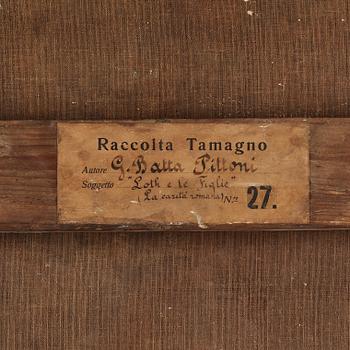 Raccolta Tamagno
Autore G. Batta Pittoni
Soggetto "Loth e le Figlie"
(La carità romana) N.º 27.